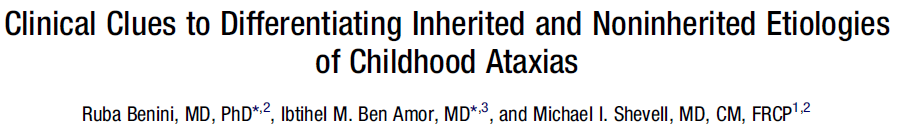 Clinical Clues to Differentiating Inherited and Noninherited Etiologies
of Childhood Ataxias
Ruba Benini, MD, PhD*,2, Ibtihel M. Ben Amor, MD*,3, and Michael I. Shevell, MD, CM, FRCP1,2